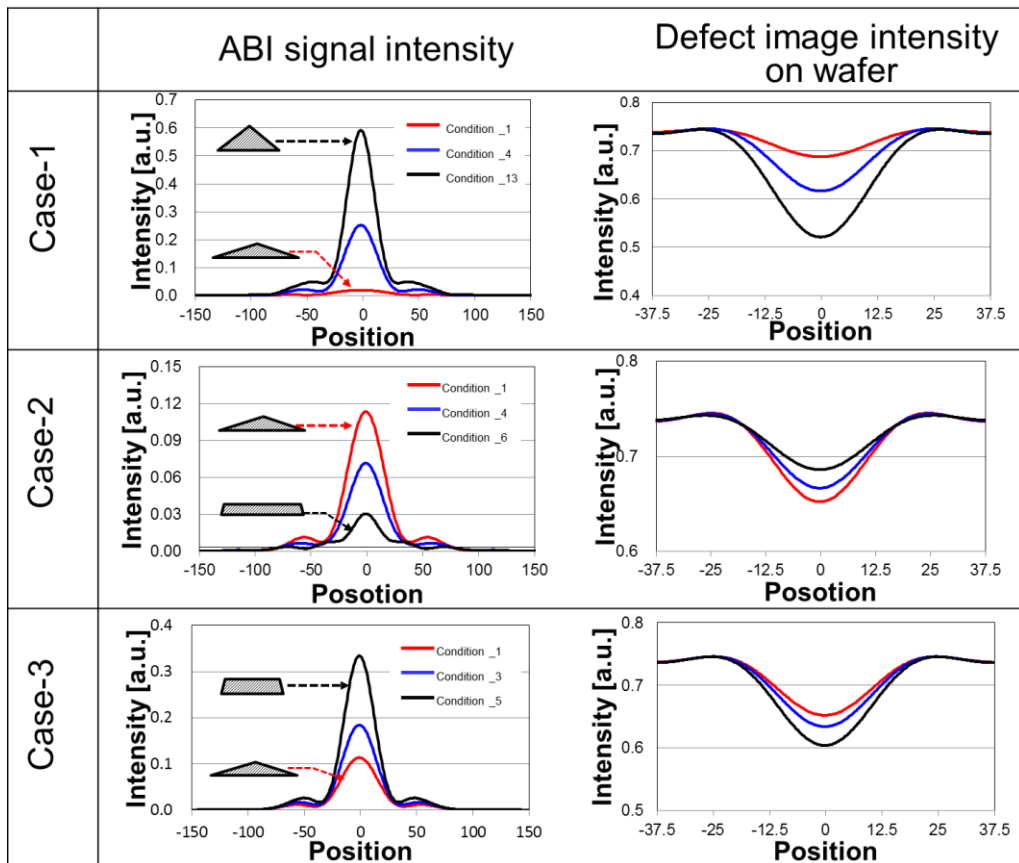 ABI signal intensity
Defect image intensity
on wafer
Case-1
Intensity [a.u.]
0.7
0.6
0.5
0.4
0.3
0.2
0.1
0.0
Condition _1
Condition _4
Condition _13
-150 -100 -50 0 50 100 150
Position
Intensity [a.u.]
0.8
0.7
0.6
0.5
0.4
-37.5 -25 -12.5 0 12.5 25 37.5
Position
Case-2
Intensity [a.u.]
0.15
0.12
0.09
0.06
0.03
0.00
Condition _1
Condition _4
Condition _6
-150 -100 -50 0 50 100 150
Posotion
Intensity [a.u.]
0.8
0.7
0.6
-37.5 -25 -12.5 0 12.5 25 37.5
Posotion
Case-3
Intensity [a.u.]
0.4
0.3
0.2
0.1
0.0
Condition _1
Condition _3
Condition _5
-150 -100 -50 0 50 100 150
Position
Intensity [a.u.]
0.8
0.7
0.6
0.5
-37.5 -25 -12.5 0 12.5 25 37.5
Position